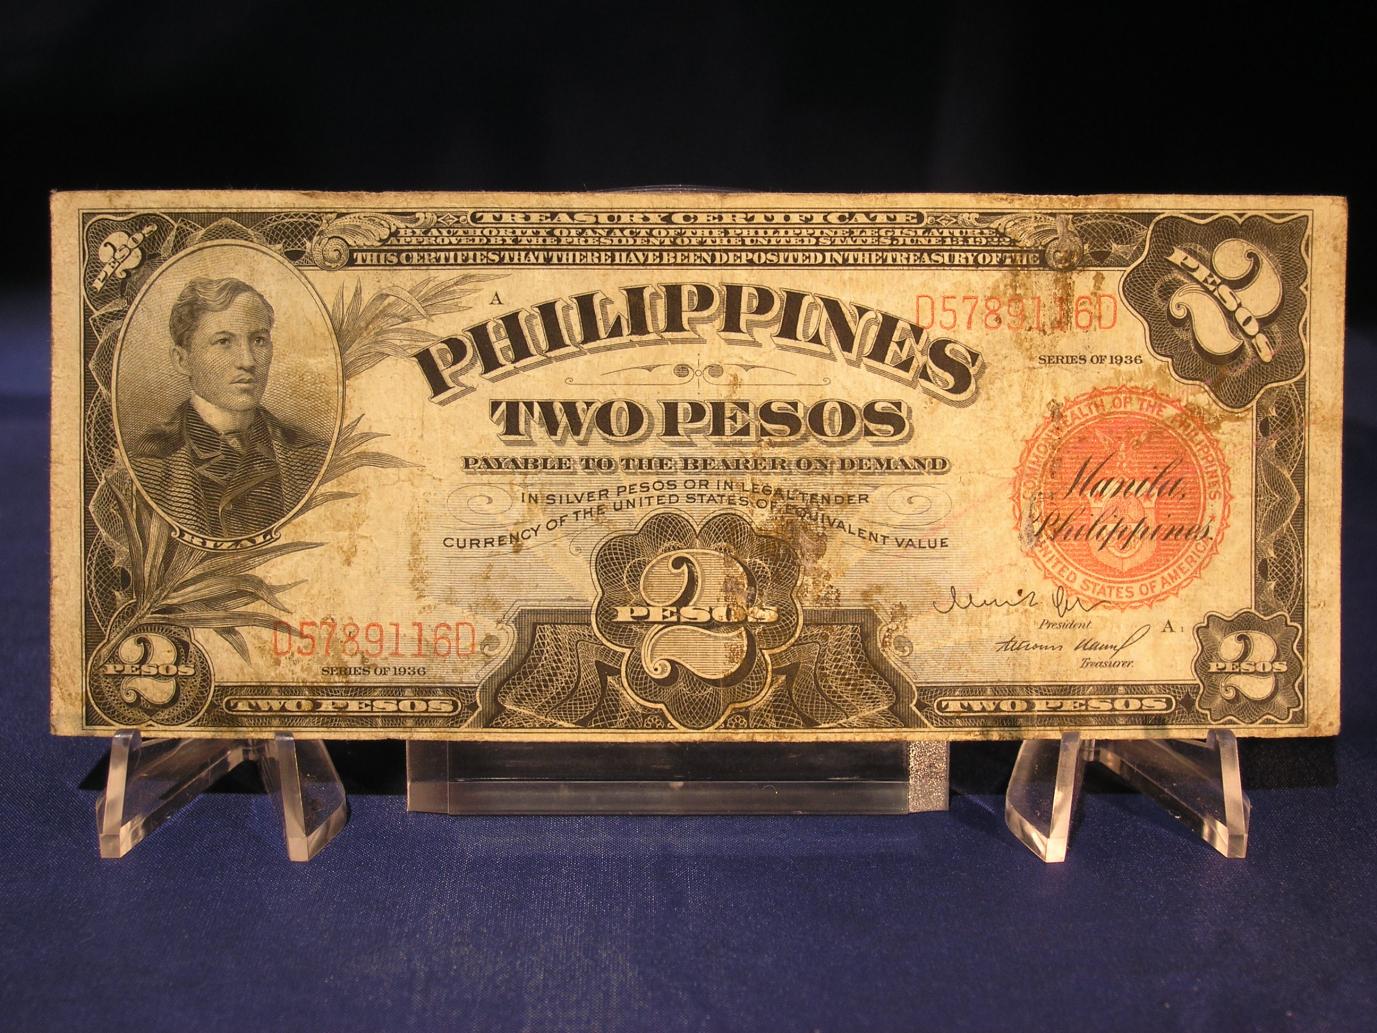 TREASURY CERTIFICATE
BY AUTHORITY OF AN ACT OF THE PHILIPPINE LEGISLATURE
APPROVED BY THE PRESIDENT OF THE UNITED STATES, JUNE 13, 1922
THIS CERTIFIES THAT THERE HAVE BEEN DEPOSITED IN THE TREASURY OF THE
2
2 PESOS
A
PHILIPPINES
D5789116D
SERIES OF 1936
TWO PESOS
PAYABLE TO THE BEARER ON DEMAND
IN SILVER PESOS OR IN LEGAL TENDER
CURRENCY OF THE UNITED STATES OF EQUIVALENT VALUE
COMMONWEALTH OF THE PHILIPPINES
UNITED STATES OF AMERICA
Manila,
Philippines.
RIZAL
2 PESOS
D5789116D
SERIES OF 1936
President
A1
Treasurer.
2 PESOS
2 PESOS
TWO PESOS
TWO PESOS